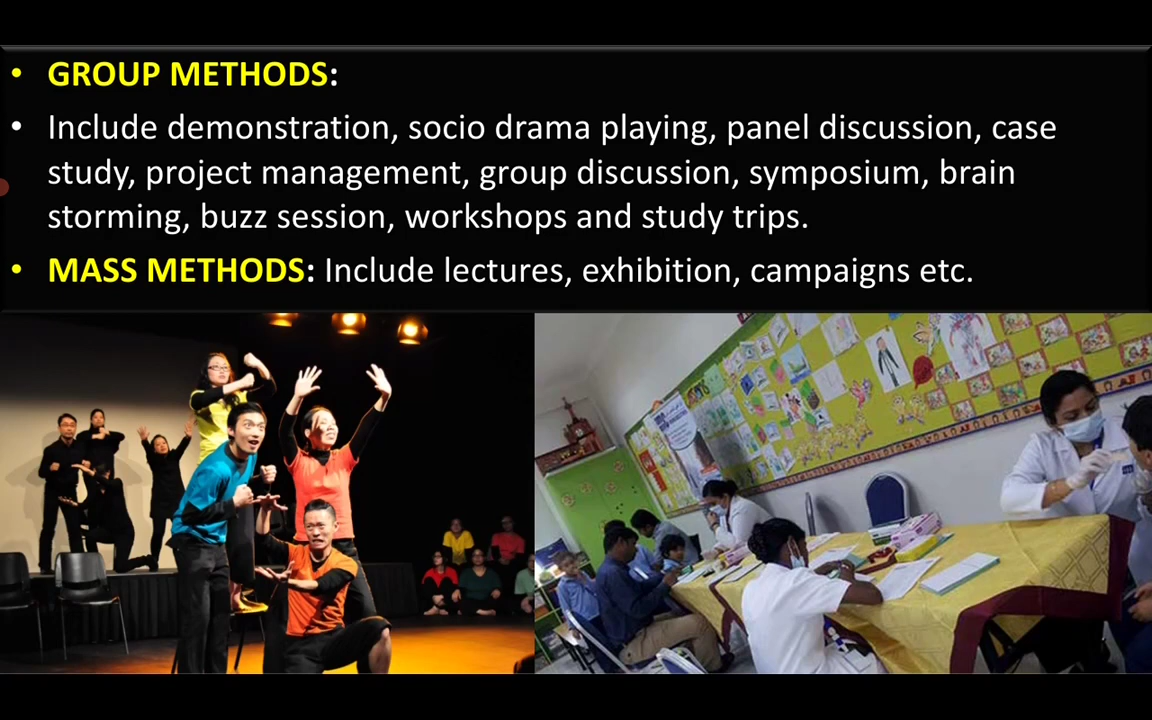 • GROUP METHODS:
• Include demonstration, socio drama playing, panel discussion, case
study, project management, group discussion, symposium, brain
storming, buzz session, workshops and study trips.
• MASS METHODS: Include lectures, exhibition, campaigns etc.